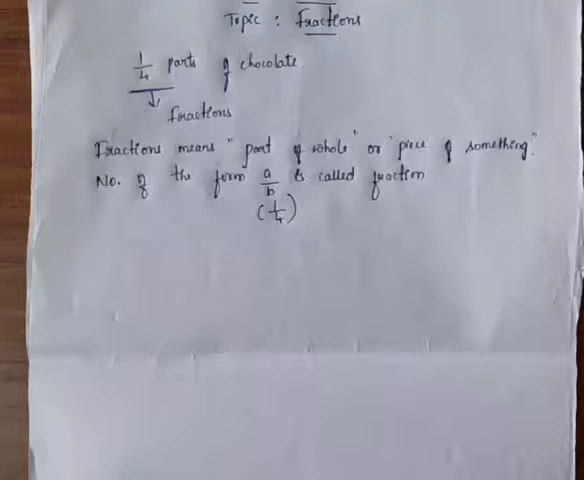 Topic : Fractions
1/4 parts of chocolate.
↓
fractions
Fractions means "part of whole" or "piece of something".
No. of the form a/b is called fraction
(1/4)